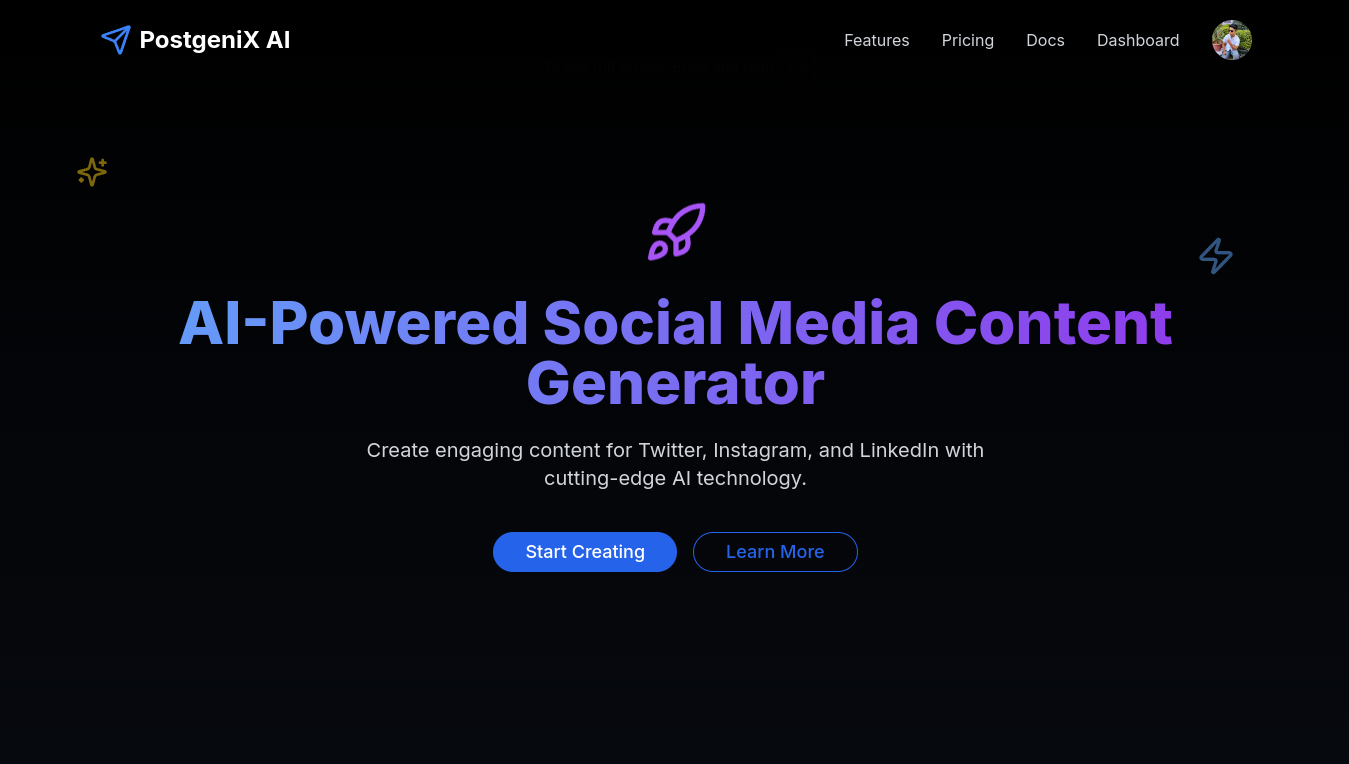 PostgeniX AI
Features Pricing Docs Dashboard
AI-Powered Social Media Content
Generator
Create engaging content for Twitter, Instagram, and LinkedIn with
cutting-edge AI technology.
Start Creating Learn More